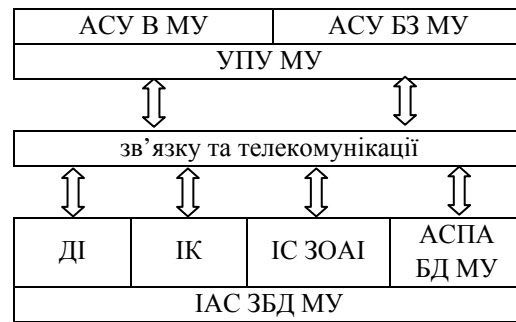 АСУ В МУ
АСУ БЗ МУ
УПУ МУ
зв’язку та телекомунікації
ДІ
ІК
ІС ЗОАІ
АСПА
БД МУ
ІАС ЗБД МУ